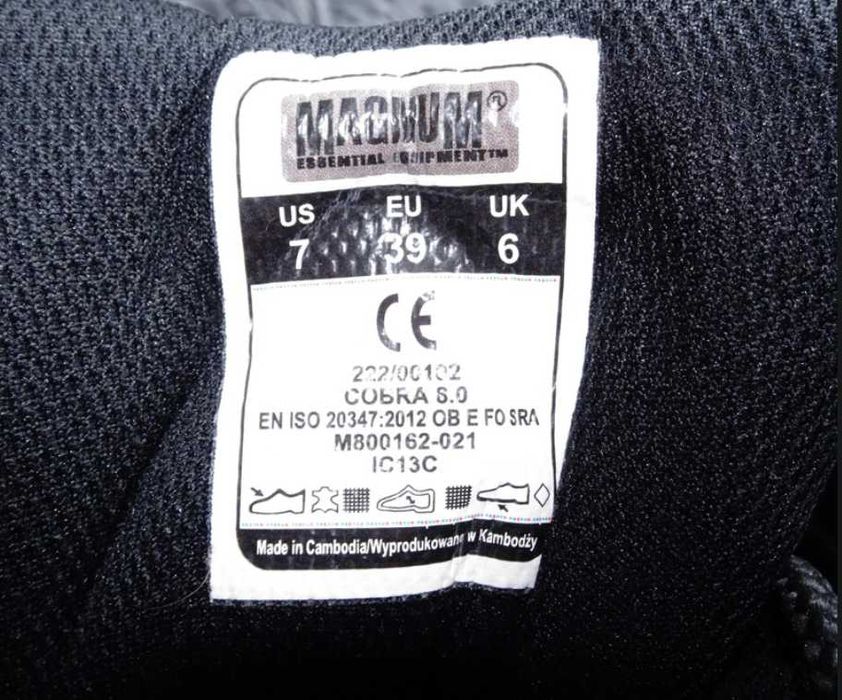 MAGNUM®
ESSENTIAL EQUIPMENT™
US EU UK
7 39 6
CE
222/00102
COBRA 8.0
EN ISO 20347:2012 OB E FO SRA
M800162-021
IC13C
Made in Cambodia/Wyprodukowano w Kambodży